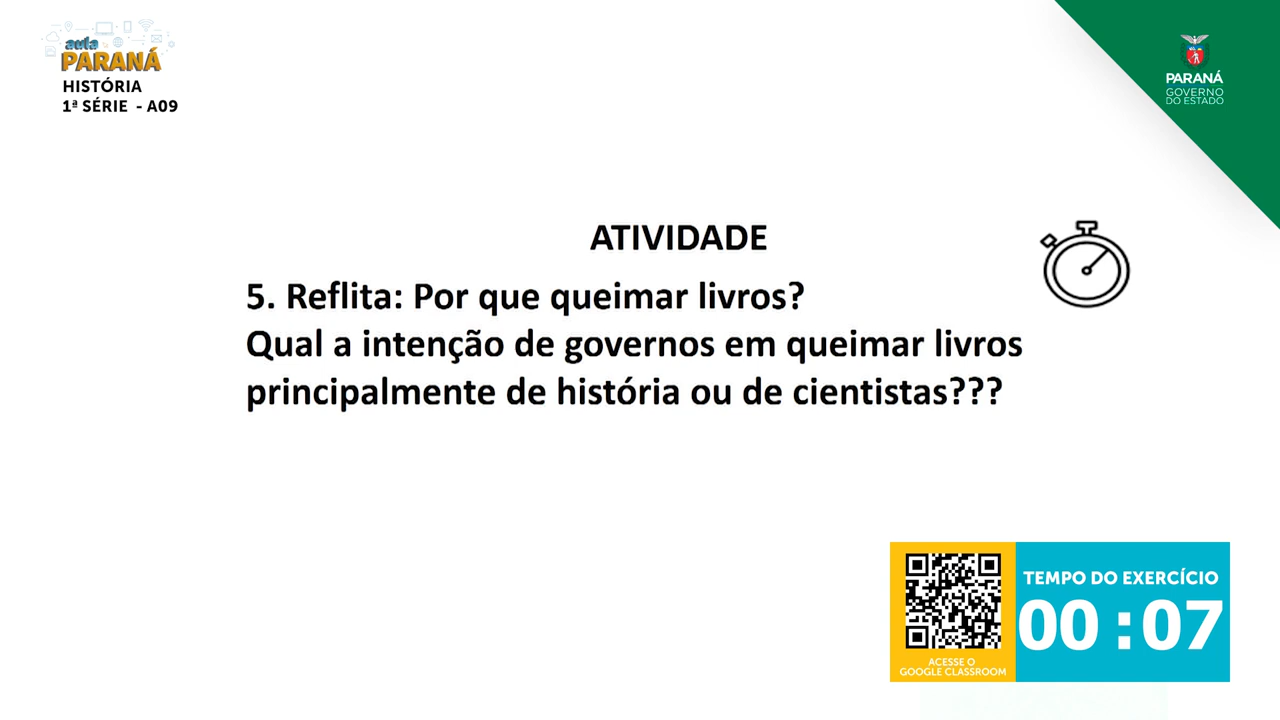 aula
PARANÁ
HISTÓRIA
1ª SÉRIE - A09
PARANÁ
GOVERNO
DO ESTADO
ATIVIDADE
5. Reflita: Por que queimar livros?
Qual a intenção de governos em queimar livros
principalmente de história ou de cientistas???
ACESSE O
GOOGLE CLASSROOM
TEMPO DO EXERCÍCIO
00 : 07